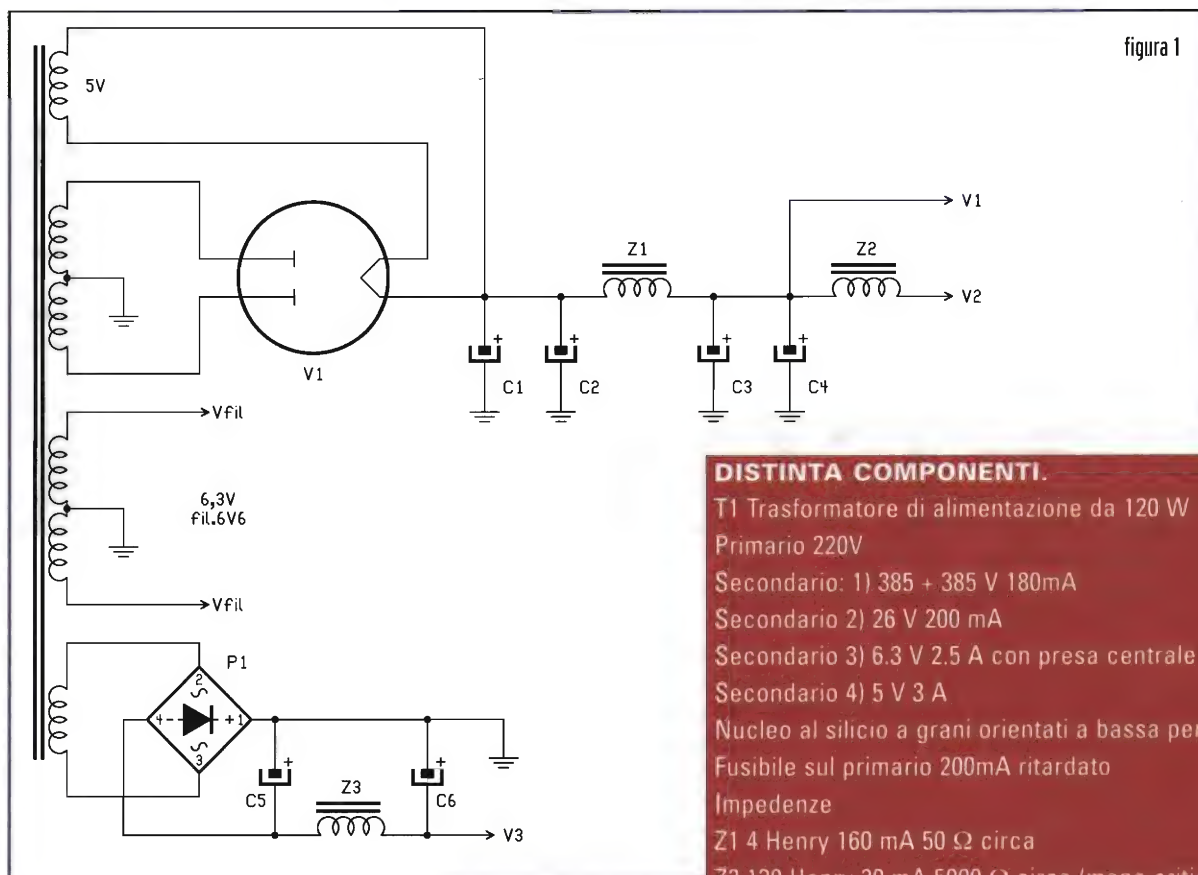 figura 1
5V
V1
Z1
Z2
V1
V2
C1
C2
C3
C4
Vfil
6,3V
fil.6V6
Vfil
P1
2
4
- +
1
3
C5
Z3
C6
V3
DISTINTA COMPONENTI.
T1 Trasformatore di alimentazione da 120 W
Primario 220V
Secondario: 1) 385 + 385 V 180mA
Secondario 2) 26 V 200 mA
Secondario 3) 6.3 V 2.5 A con presa centrale
Secondario 4) 5 V 3 A
Nucleo al silicio a grani orientati a bassa
Fusibile sul primario 200mA ritardato
Impedenze
Z1 4 Henry 160 mA 50 Ω circa